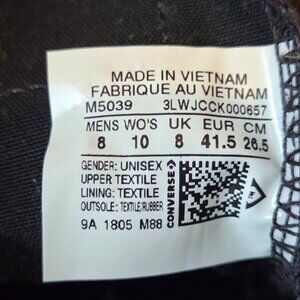 MADE IN VIETNAM
FABRIQUE AU VIETNAM
M5039 3LWJCCK000657
MENS WO'S UK EUR CM
8 10 8 41.5 26.5
GENDER: UNISEX
UPPER TEXTILE
LINING: TEXTILE
OUTSOLE: TEXTILE/RUBBER
9A 1805 M88
CONVERSE